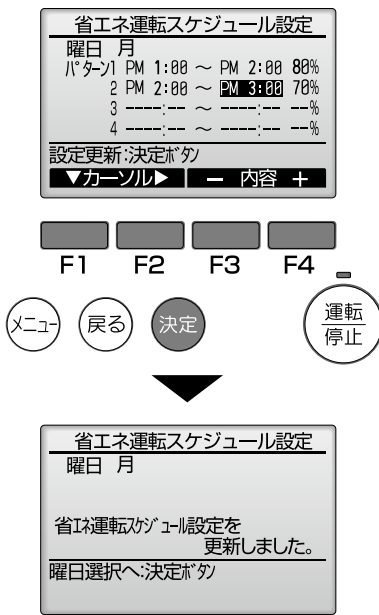 省エネ運転スケジュール設定
曜日 月
パターン1 PM 1:00 ～ PM 2:00 80%
2 PM 2:00 ～ PM 3:00 70%
3 ----:-- ～ ----:-- --%
4 ----:-- ～ ----:-- --%
設定更新:決定ボタン
▼カーソル▶ － 内容 ＋
F1 F2 F3 F4
メニュー 戻る 決定 運転
停止
省エネ運転スケジュール設定
曜日 月
省エネ運転スケジュール設定を
更新しました。
曜日選択へ:決定ボタン